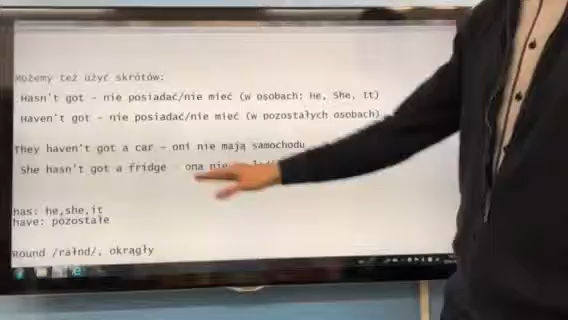 Możemy też użyć skrótów:
Hasn't got – nie posiadać/nie mieć (w osobach: He, She, It)
Haven't got – nie posiadać/nie mieć (w pozostałych osobach)
They haven't got a car – oni nie mają samochodu
She hasn't got a fridge – ona nie
has: he,she,it
have: pozostałe
Round /rałnd/, okrągły